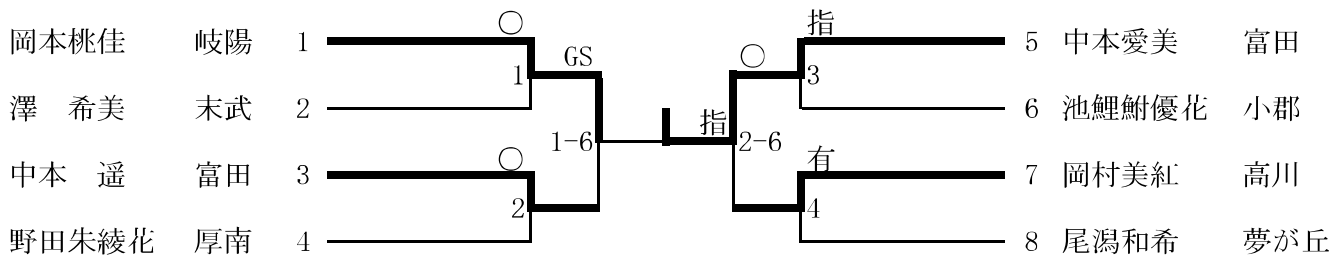 〇 指
岡本桃佳 岐陽 1 5 中本愛美 富田
GS 〇
1 3
澤 希美 末武 2 6 池鯉鮒優花 小郡
指
1-6 2-6
〇 有
中本 遥 富田 3 7 岡村美紅 高川
2 4
野田朱綾花 厚南 4 8 尾潟和希 夢が丘